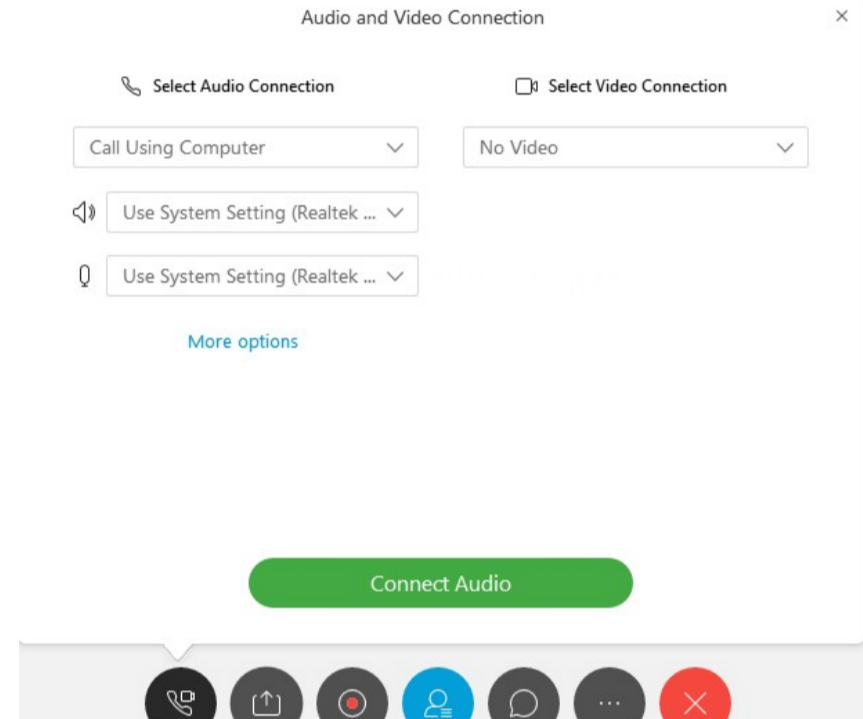 Audio and Video Connection
Select Audio Connection
Select Video Connection
Call Using Computer
No Video
Use System Setting (Realtek ...
Use System Setting (Realtek ...
More options
Connect Audio